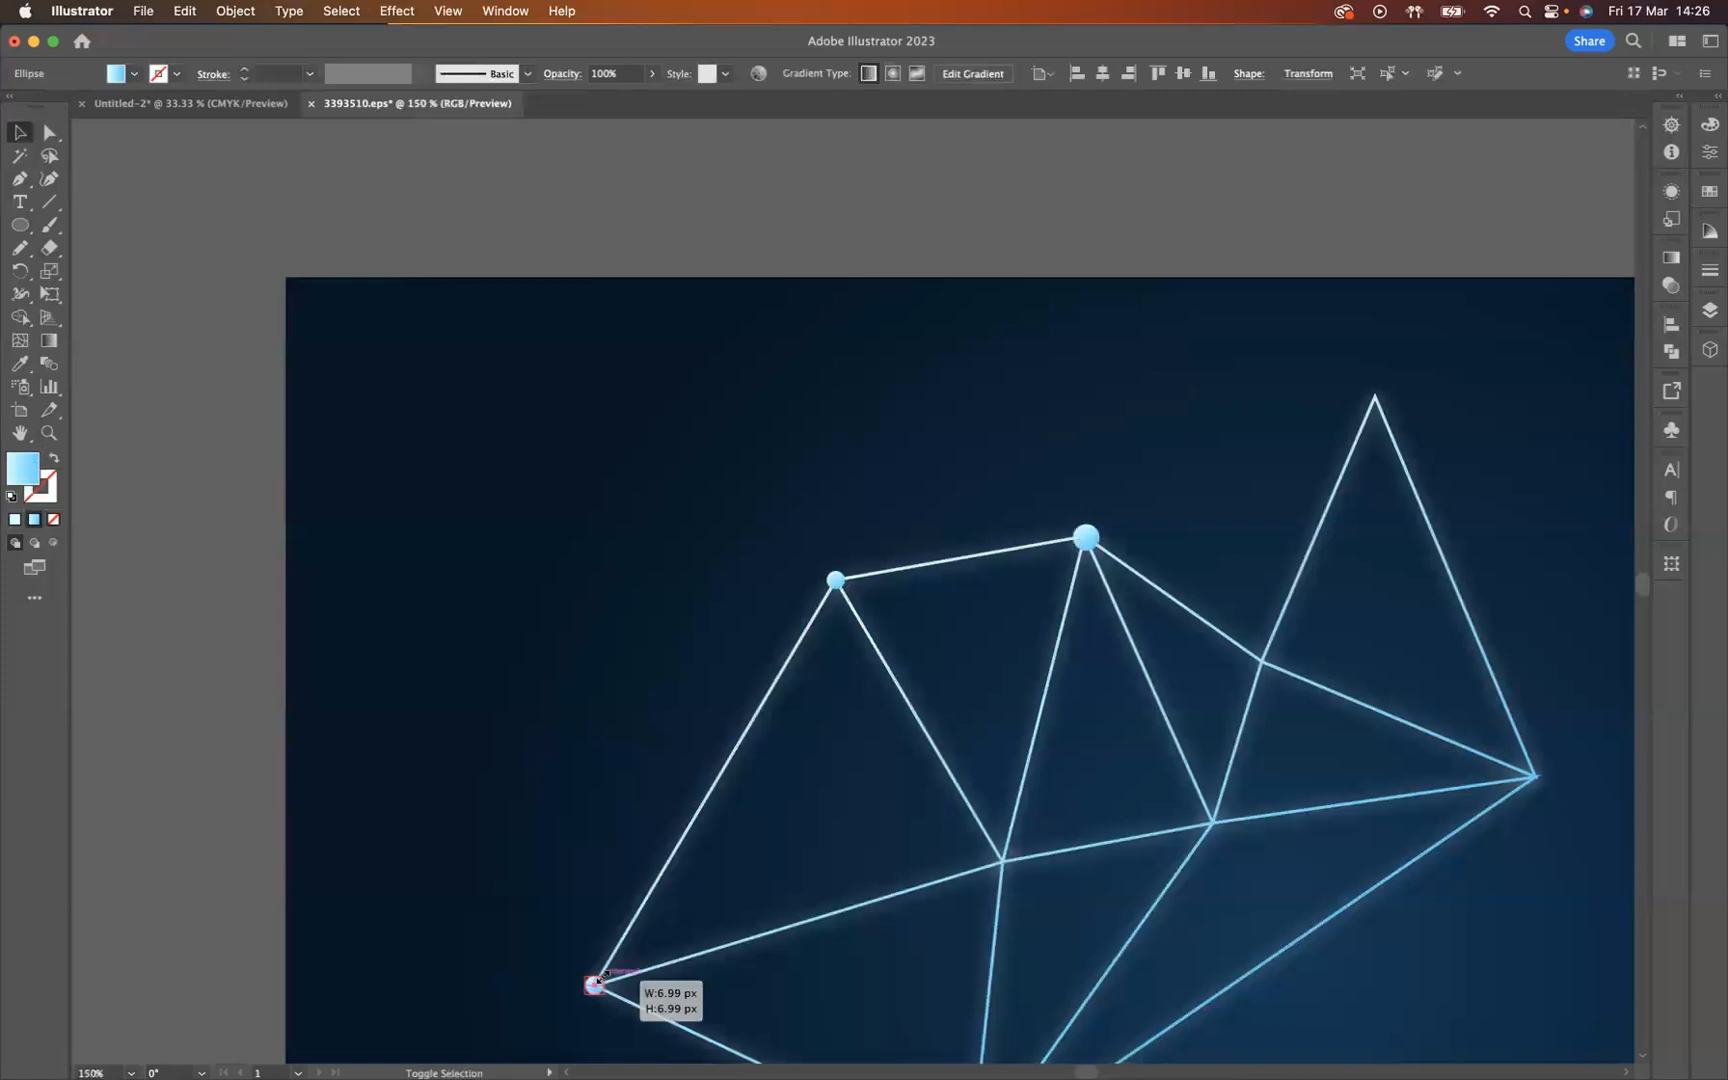 Illustrator File Edit Object Type Select Effect View Window Help
Fri 17 Mar 14:26
Adobe Illustrator 2023
Share
Ellipse
Stroke:
Basic
Opacity: 100%
Style:
Gradient Type:
Edit Gradient
Shape:
Transform
Untitled-2* @ 33.33 % (CMYK/Preview)
3393510.eps* @ 150 % (RGB/Preview)
W:6.99 px
H:6.99 px
150%
0°
1
Toggle Selection